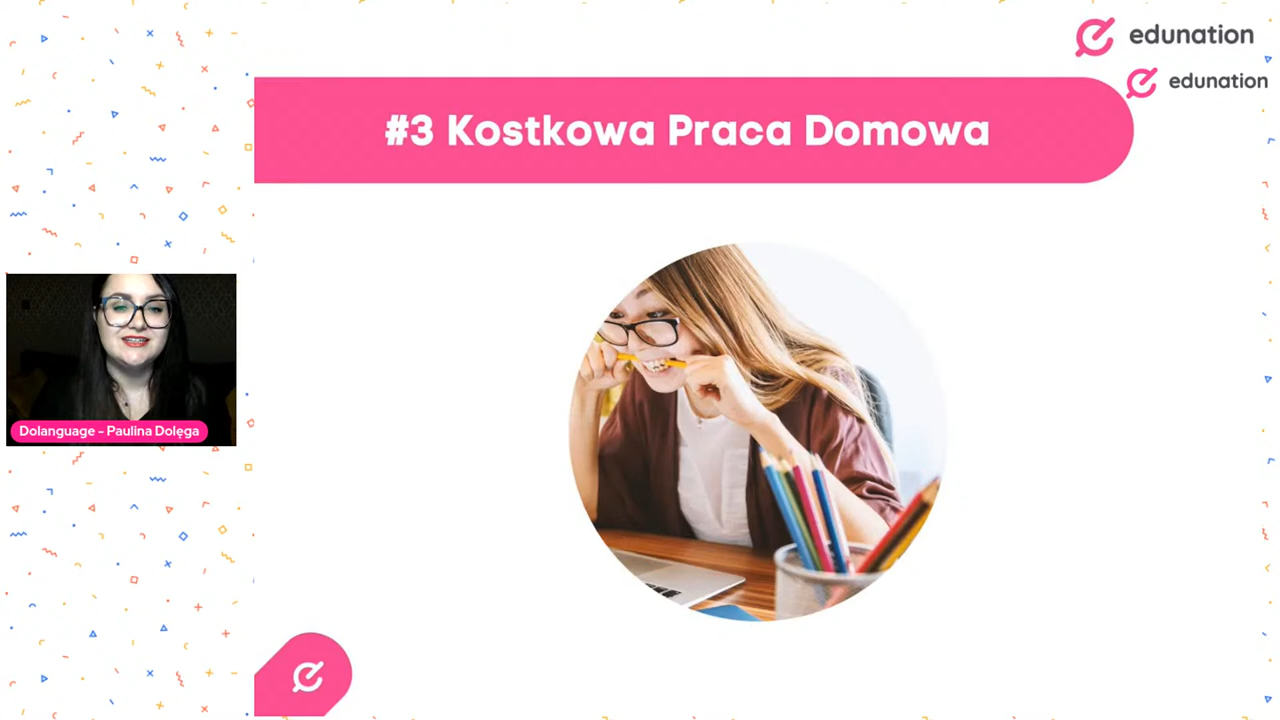 edunation
edunation
#3 Kostkowa Praca Domowa
Dolanguage - Paulina Dolęga